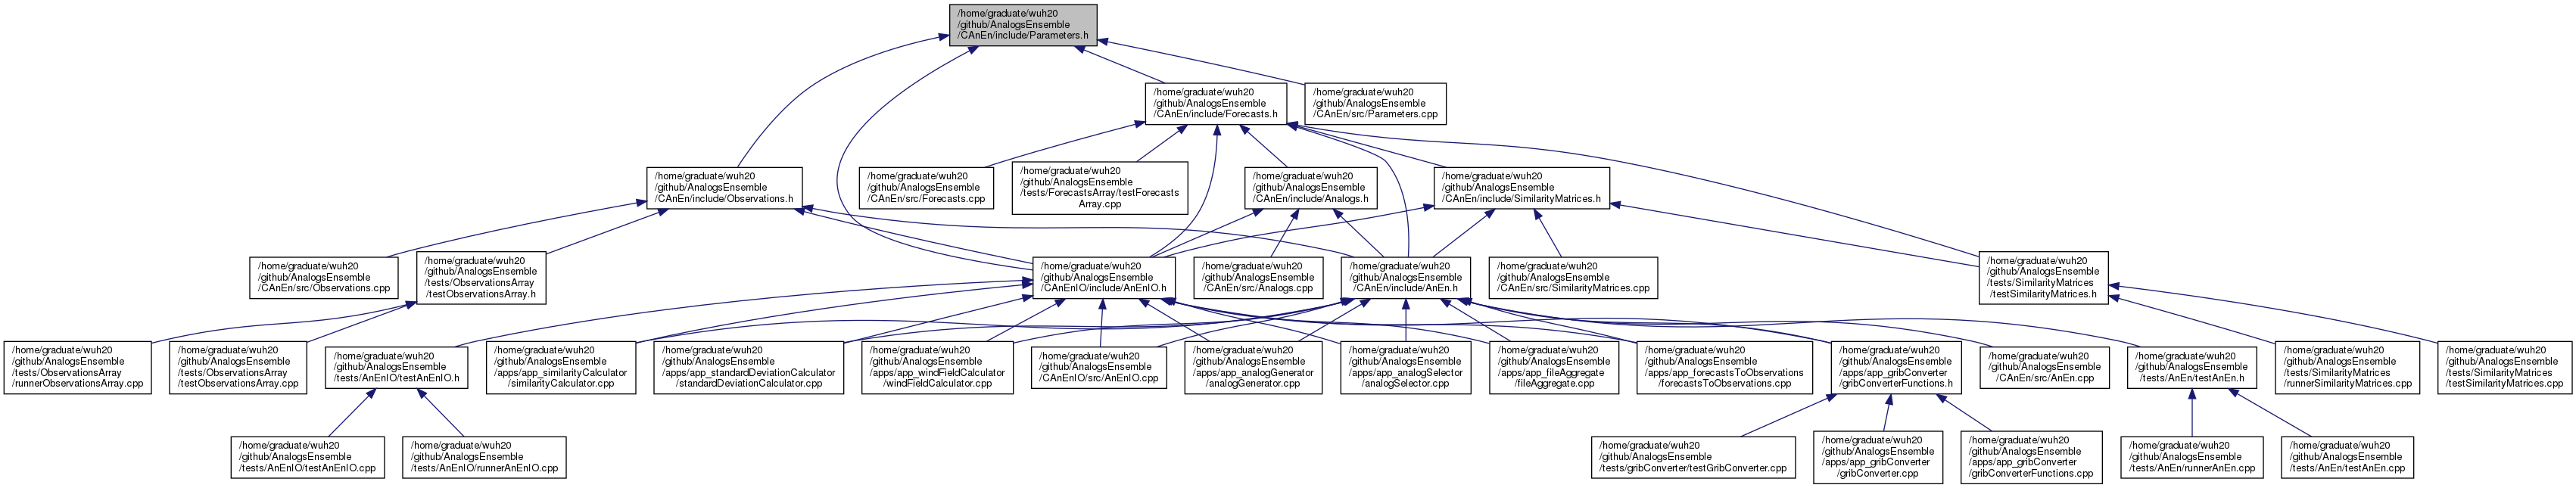 /home/graduate/wuh20
/github/AnalogsEnsemble
/CAnEn/include/Parameters.h
/home/graduate/wuh20
/github/AnalogsEnsemble
/CAnEn/include/Forecasts.h
/home/graduate/wuh20
/github/AnalogsEnsemble
/CAnEn/src/Parameters.cpp
/home/graduate/wuh20
/github/AnalogsEnsemble
/CAnEn/include/Observations.h
/home/graduate/wuh20
/github/AnalogsEnsemble
/CAnEn/src/Forecasts.cpp
/home/graduate/wuh20
/github/AnalogsEnsemble
/tests/ForecastsArray/testForecasts
Array.cpp
/home/graduate/wuh20
/github/AnalogsEnsemble
/CAnEn/include/Analogs.h
/home/graduate/wuh20
/github/AnalogsEnsemble
/CAnEn/include/SimilarityMatrices.h
/home/graduate/wuh20
/github/AnalogsEnsemble
/CAnEn/src/Observations.cpp
/home/graduate/wuh20
/github/AnalogsEnsemble
/tests/ObservationsArray
/testObservationsArray.h
/home/graduate/wuh20
/github/AnalogsEnsemble
/CAnEnIO/include/AnEnIO.h
/home/graduate/wuh20
/github/AnalogsEnsemble
/CAnEn/src/Analogs.cpp
/home/graduate/wuh20
/github/AnalogsEnsemble
/CAnEn/include/AnEn.h
/home/graduate/wuh20
/github/AnalogsEnsemble
/CAnEn/src/SimilarityMatrices.cpp
/home/graduate/wuh20
/github/AnalogsEnsemble
/tests/SimilarityMatrices
/testSimilarityMatrices.h
/home/graduate/wuh20
/github/AnalogsEnsemble
/tests/ObservationsArray
/runnerObservationsArray.cpp
/home/graduate/wuh20
/github/AnalogsEnsemble
/tests/ObservationsArray
/testObservationsArray.cpp
/home/graduate/wuh20
/github/AnalogsEnsemble
/tests/AnEnIO/testAnEnIO.h
/home/graduate/wuh20
/github/AnalogsEnsemble
/apps/app_similarityCalculator
/similarityCalculator.cpp
/home/graduate/wuh20
/github/AnalogsEnsemble
/apps/app_standardDeviationCalculator
/standardDeviationCalculator.cpp
/home/graduate/wuh20
/github/AnalogsEnsemble
/apps/app_windFieldCalculator
/windFieldCalculator.cpp
/home/graduate/wuh20
/github/AnalogsEnsemble
/CAnEnIO/src/AnEnIO.cpp
/home/graduate/wuh20
/github/AnalogsEnsemble
/apps/app_analogGenerator
/analogGenerator.cpp
/home/graduate/wuh20
/github/AnalogsEnsemble
/apps/app_analogSelector
/analogSelector.cpp
/home/graduate/wuh20
/github/AnalogsEnsemble
/apps/app_fileAggregate
/fileAggregate.cpp
/home/graduate/wuh20
/github/AnalogsEnsemble
/apps/app_forecastsToObservations
/forecastsToObservations.cpp
/home/graduate/wuh20
/github/AnalogsEnsemble
/apps/app_gribConverter
/gribConverterFunctions.h
/home/graduate/wuh20
/github/AnalogsEnsemble
/CAnEn/src/AnEn.cpp
/home/graduate/wuh20
/github/AnalogsEnsemble
/tests/AnEn/testAnEn.h
/home/graduate/wuh20
/github/AnalogsEnsemble
/tests/SimilarityMatrices
/runnerSimilarityMatrices.cpp
/home/graduate/wuh20
/github/AnalogsEnsemble
/tests/SimilarityMatrices
/testSimilarityMatrices.cpp
/home/graduate/wuh20
/github/AnalogsEnsemble
/tests/AnEnIO/testAnEnIO.cpp
/home/graduate/wuh20
/github/AnalogsEnsemble
/tests/AnEnIO/runnerAnEnIO.cpp
/home/graduate/wuh20
/github/AnalogsEnsemble
/tests/gribConverter/testGribConverter.cpp
/home/graduate/wuh20
/github/AnalogsEnsemble
/apps/app_gribConverter
/gribConverter.cpp
/home/graduate/wuh20
/github/AnalogsEnsemble
/apps/app_gribConverter
/gribConverterFunctions.cpp
/home/graduate/wuh20
/github/AnalogsEnsemble
/tests/AnEn/runnerAnEn.cpp
/home/graduate/wuh20
/github/AnalogsEnsemble
/tests/AnEn/testAnEn.cpp